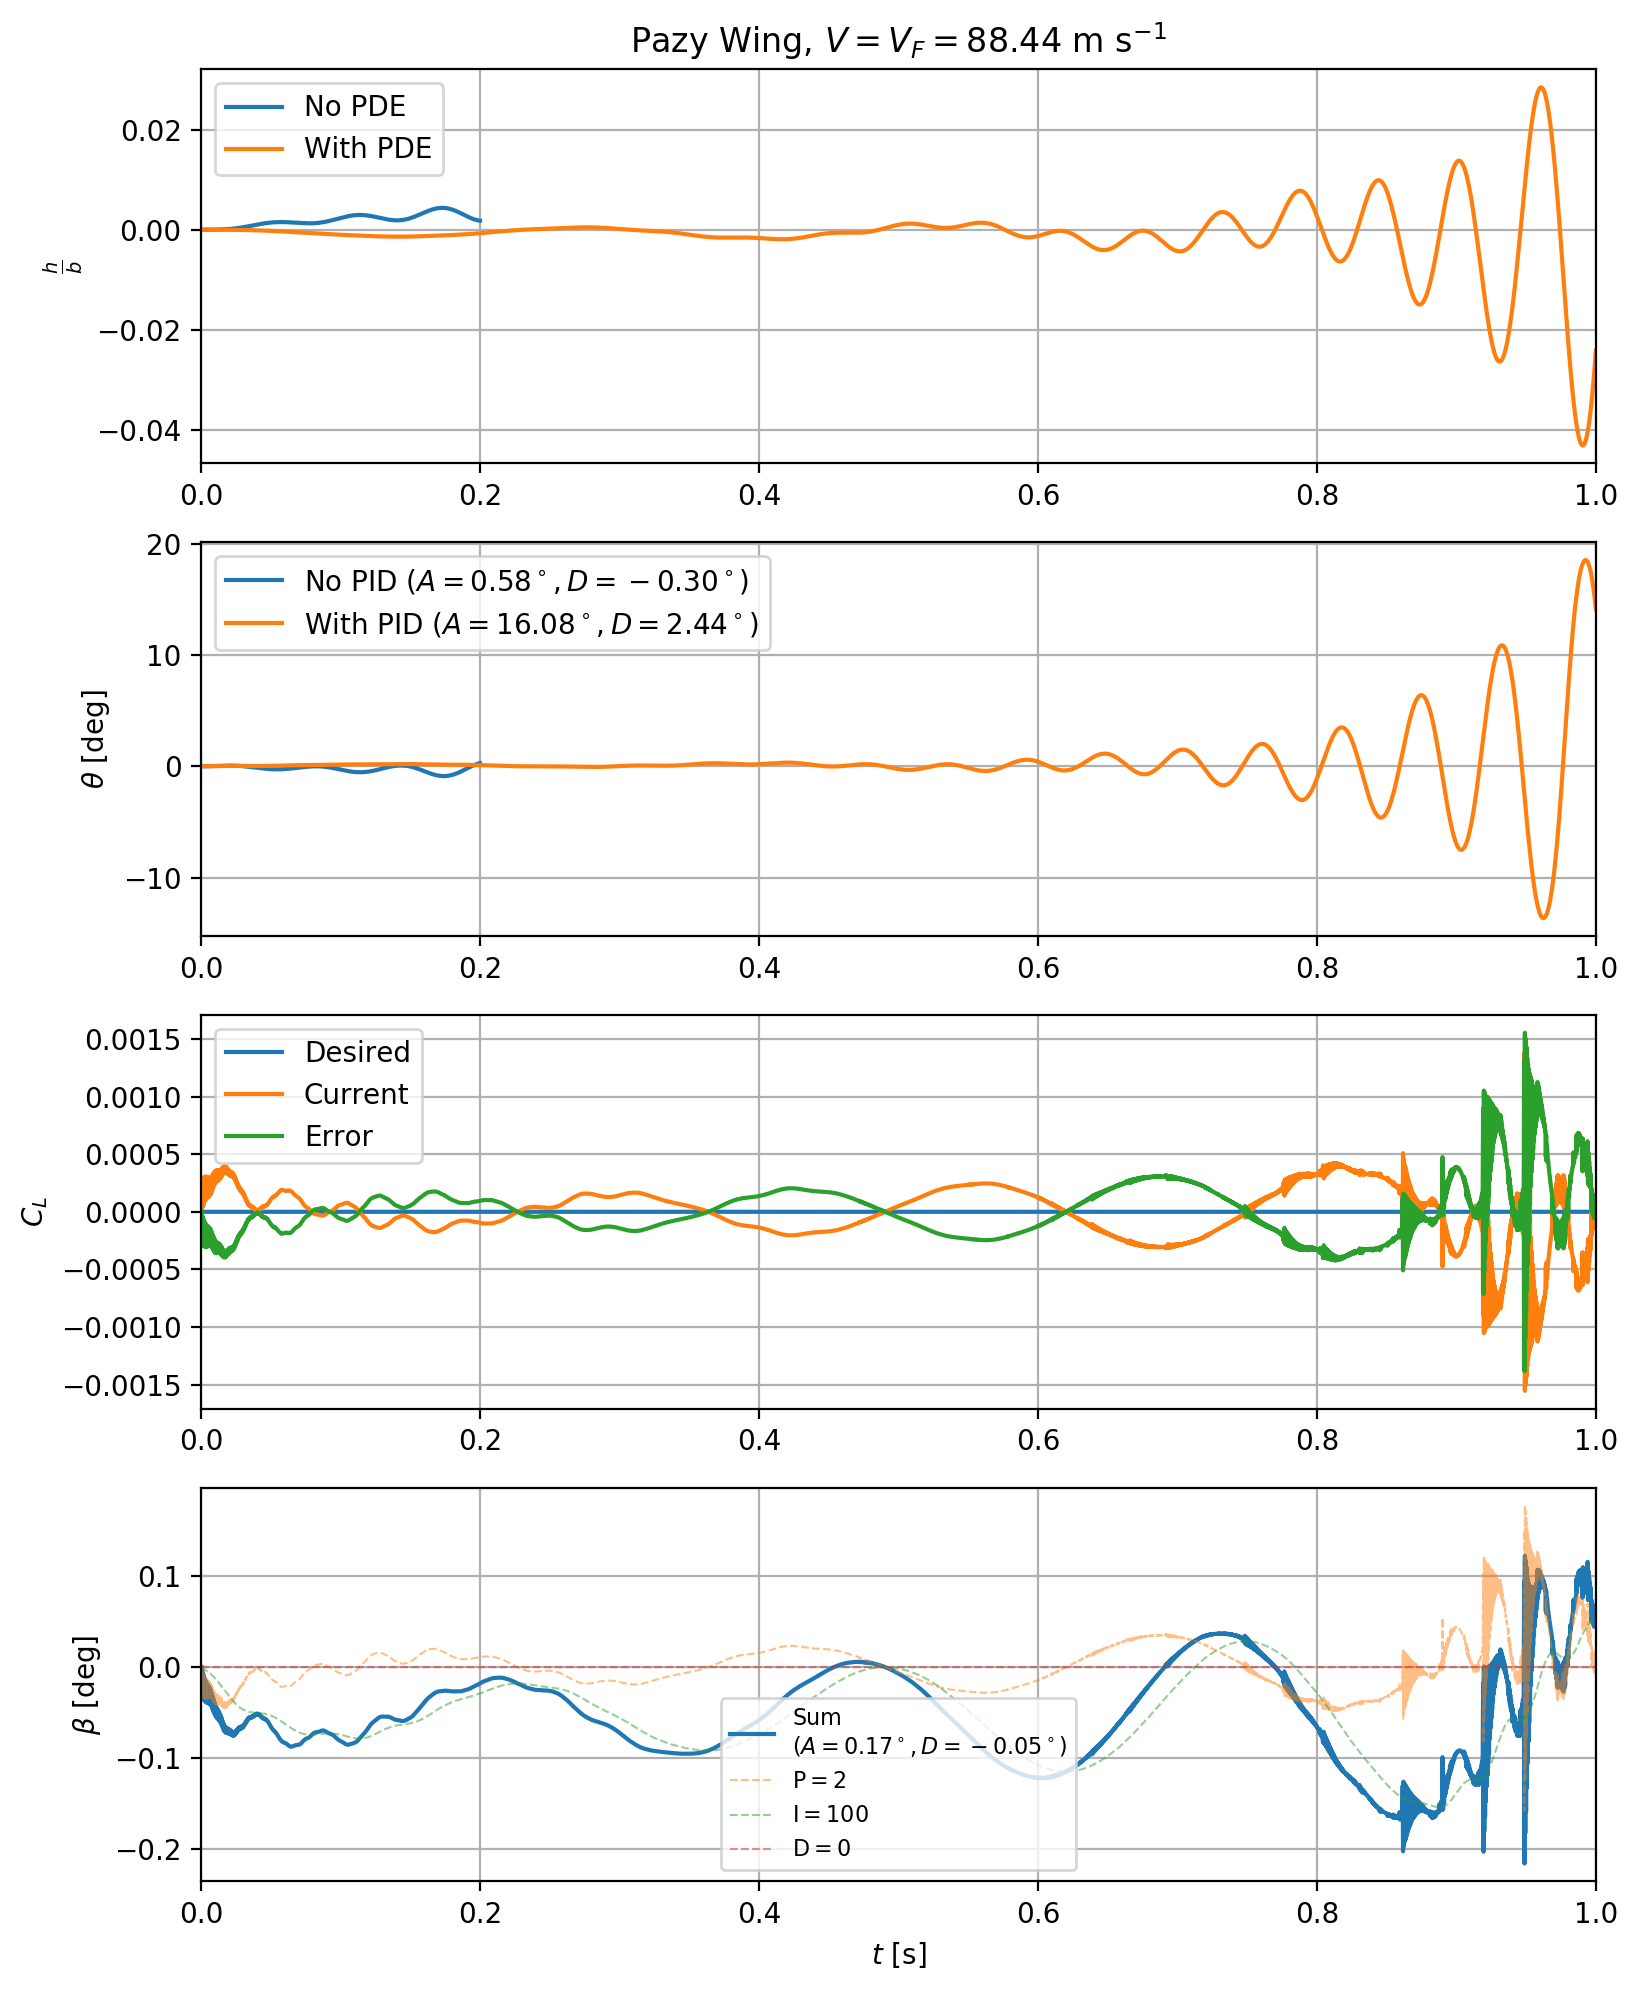 Pazy Wing, V = V_F = 88.44 m s⁻¹
No PDE
With PDE
0.02
0.00
−0.02
−0.04
h/b
0.0 0.2 0.4 0.6 0.8 1.0
No PID (A = 0.58°, D = −0.30°)
With PID (A = 16.08°, D = 2.44°)
20
10
0
−10
θ [deg]
0.0 0.2 0.4 0.6 0.8 1.0
Desired
Current
Error
0.0015
0.0010
0.0005
0.0000
−0.0005
−0.0010
−0.0015
C_L
0.0 0.2 0.4 0.6 0.8 1.0
0.1
0.0
−0.1
−0.2
β [deg]
Sum
(A = 0.17°, D = −0.05°)
P = 2
I = 100
D = 0
0.0 0.2 0.4 0.6 0.8 1.0
t [s]